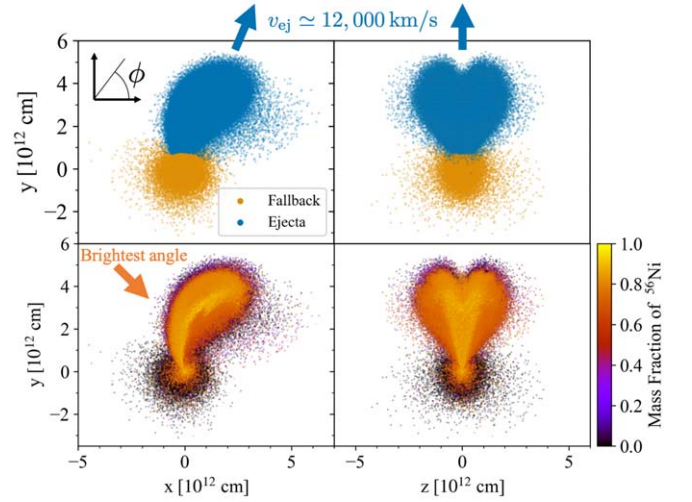 v_ej ≃ 12,000 km/s
6
4
2
0
−2
y [10^12 cm]
ϕ
Fallback
Ejecta
6
4
2
0
−2
y [10^12 cm]
Brightest angle
−5
0
5
x [10^12 cm]
−5
0
5
z [10^12 cm]
1.0
0.8
0.6
0.4
0.2
0.0
Mass Fraction of ^56Ni